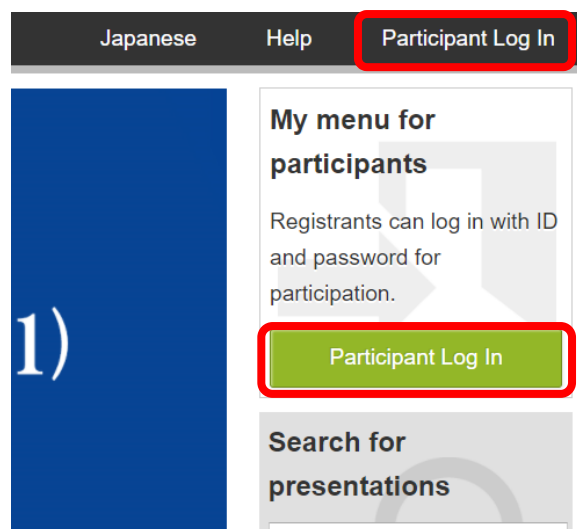 Japanese Help Participant Log In
My menu for
participants
Registrants can log in with ID
and password for
participation.
1)
Participant Log In
Search for
presentations